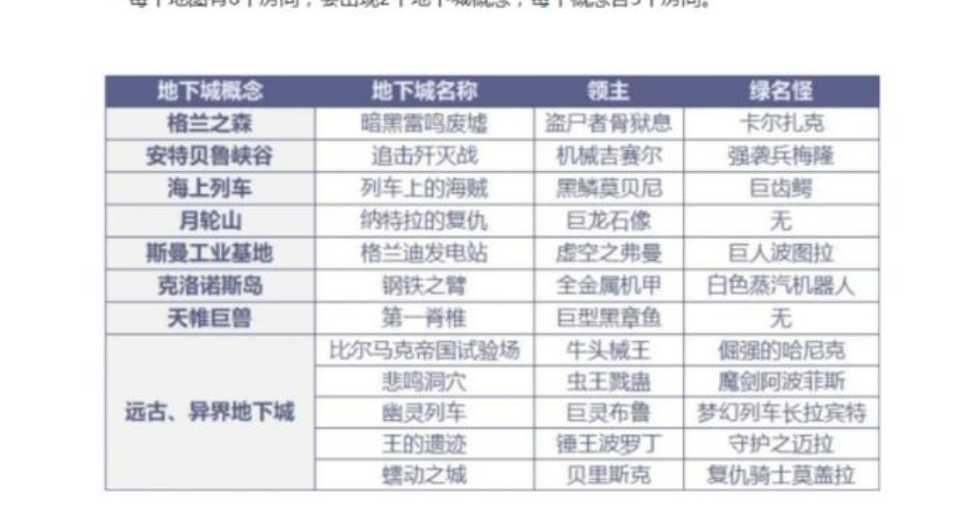 每个地图有6个房间，会出现2个地下城概念，每个概念各3个房间。
地下城概念 地下城名称 领主 绿名怪
格兰之森 暗黑雷鸣废墟 盗尸者骨狱息 卡尔扎克
安特贝鲁峡谷 追击歼灭战 机械吉赛尔 强袭兵梅隆
海上列车 列车上的海贼 黑鳞莫贝尼 巨齿鳄
月轮山 纳特拉的复仇 巨龙石像 无
斯曼工业基地 格兰迪发电站 虚空之弗曼 巨人波图拉
克洛诺斯岛 钢铁之臂 全金属机甲 白色蒸汽机器人
天帷巨兽 第一脊椎 巨型黑章鱼 无
远古、异界地下城 比尔马克帝国试验场 牛头械王 倔强的哈尼克
悲鸣洞穴 虫王戮蛊 魔剑阿波菲斯
幽灵列车 巨灵布鲁 梦幻列车长拉宾特
王的遗迹 锤王波罗丁 守护之迈拉
蠕动之城 贝里斯克 复仇骑士莫盖拉